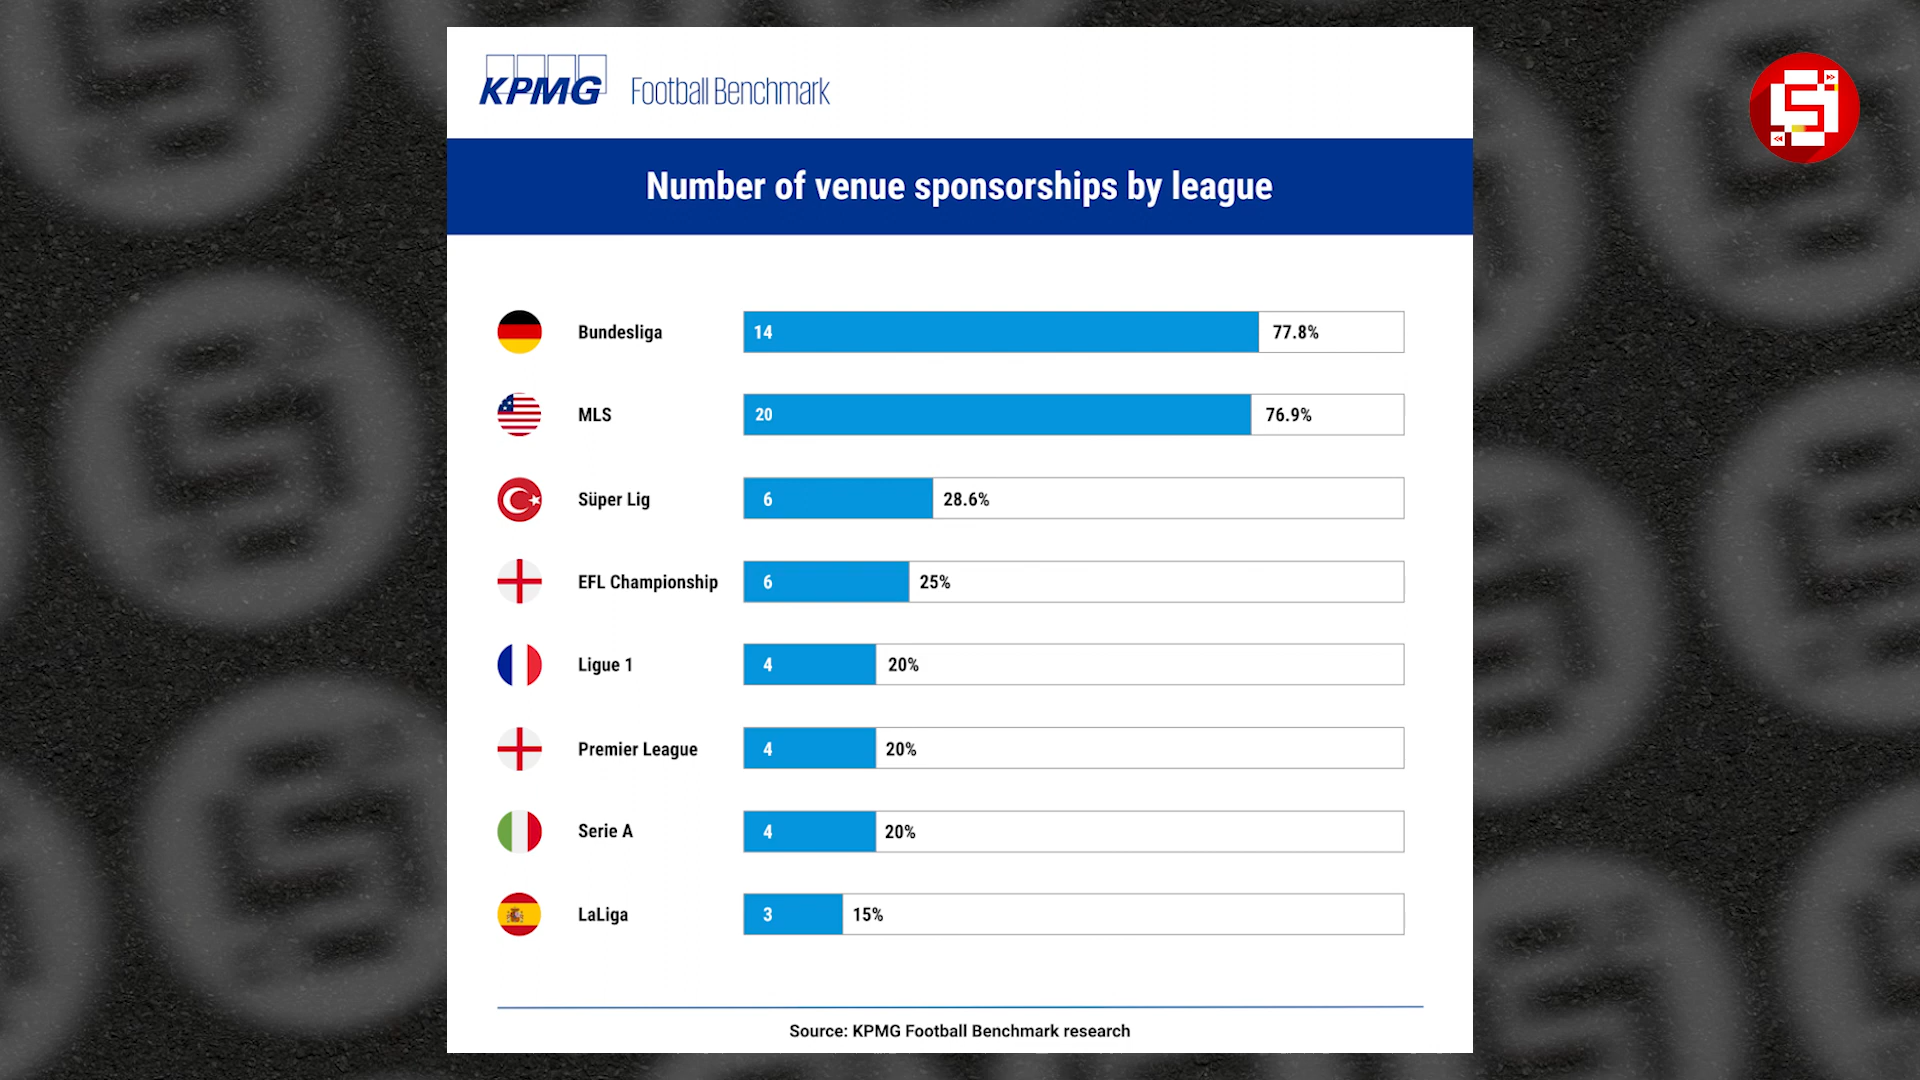 KPMG Football Benchmark
Number of venue sponsorships by league
Bundesliga 14 77.8%
MLS 20 76.9%
Süper Lig 6 28.6%
EFL Championship 6 25%
Ligue 1 4 20%
Premier League 4 20%
Serie A 4 20%
LaLiga 3 15%
Source: KPMG Football Benchmark research